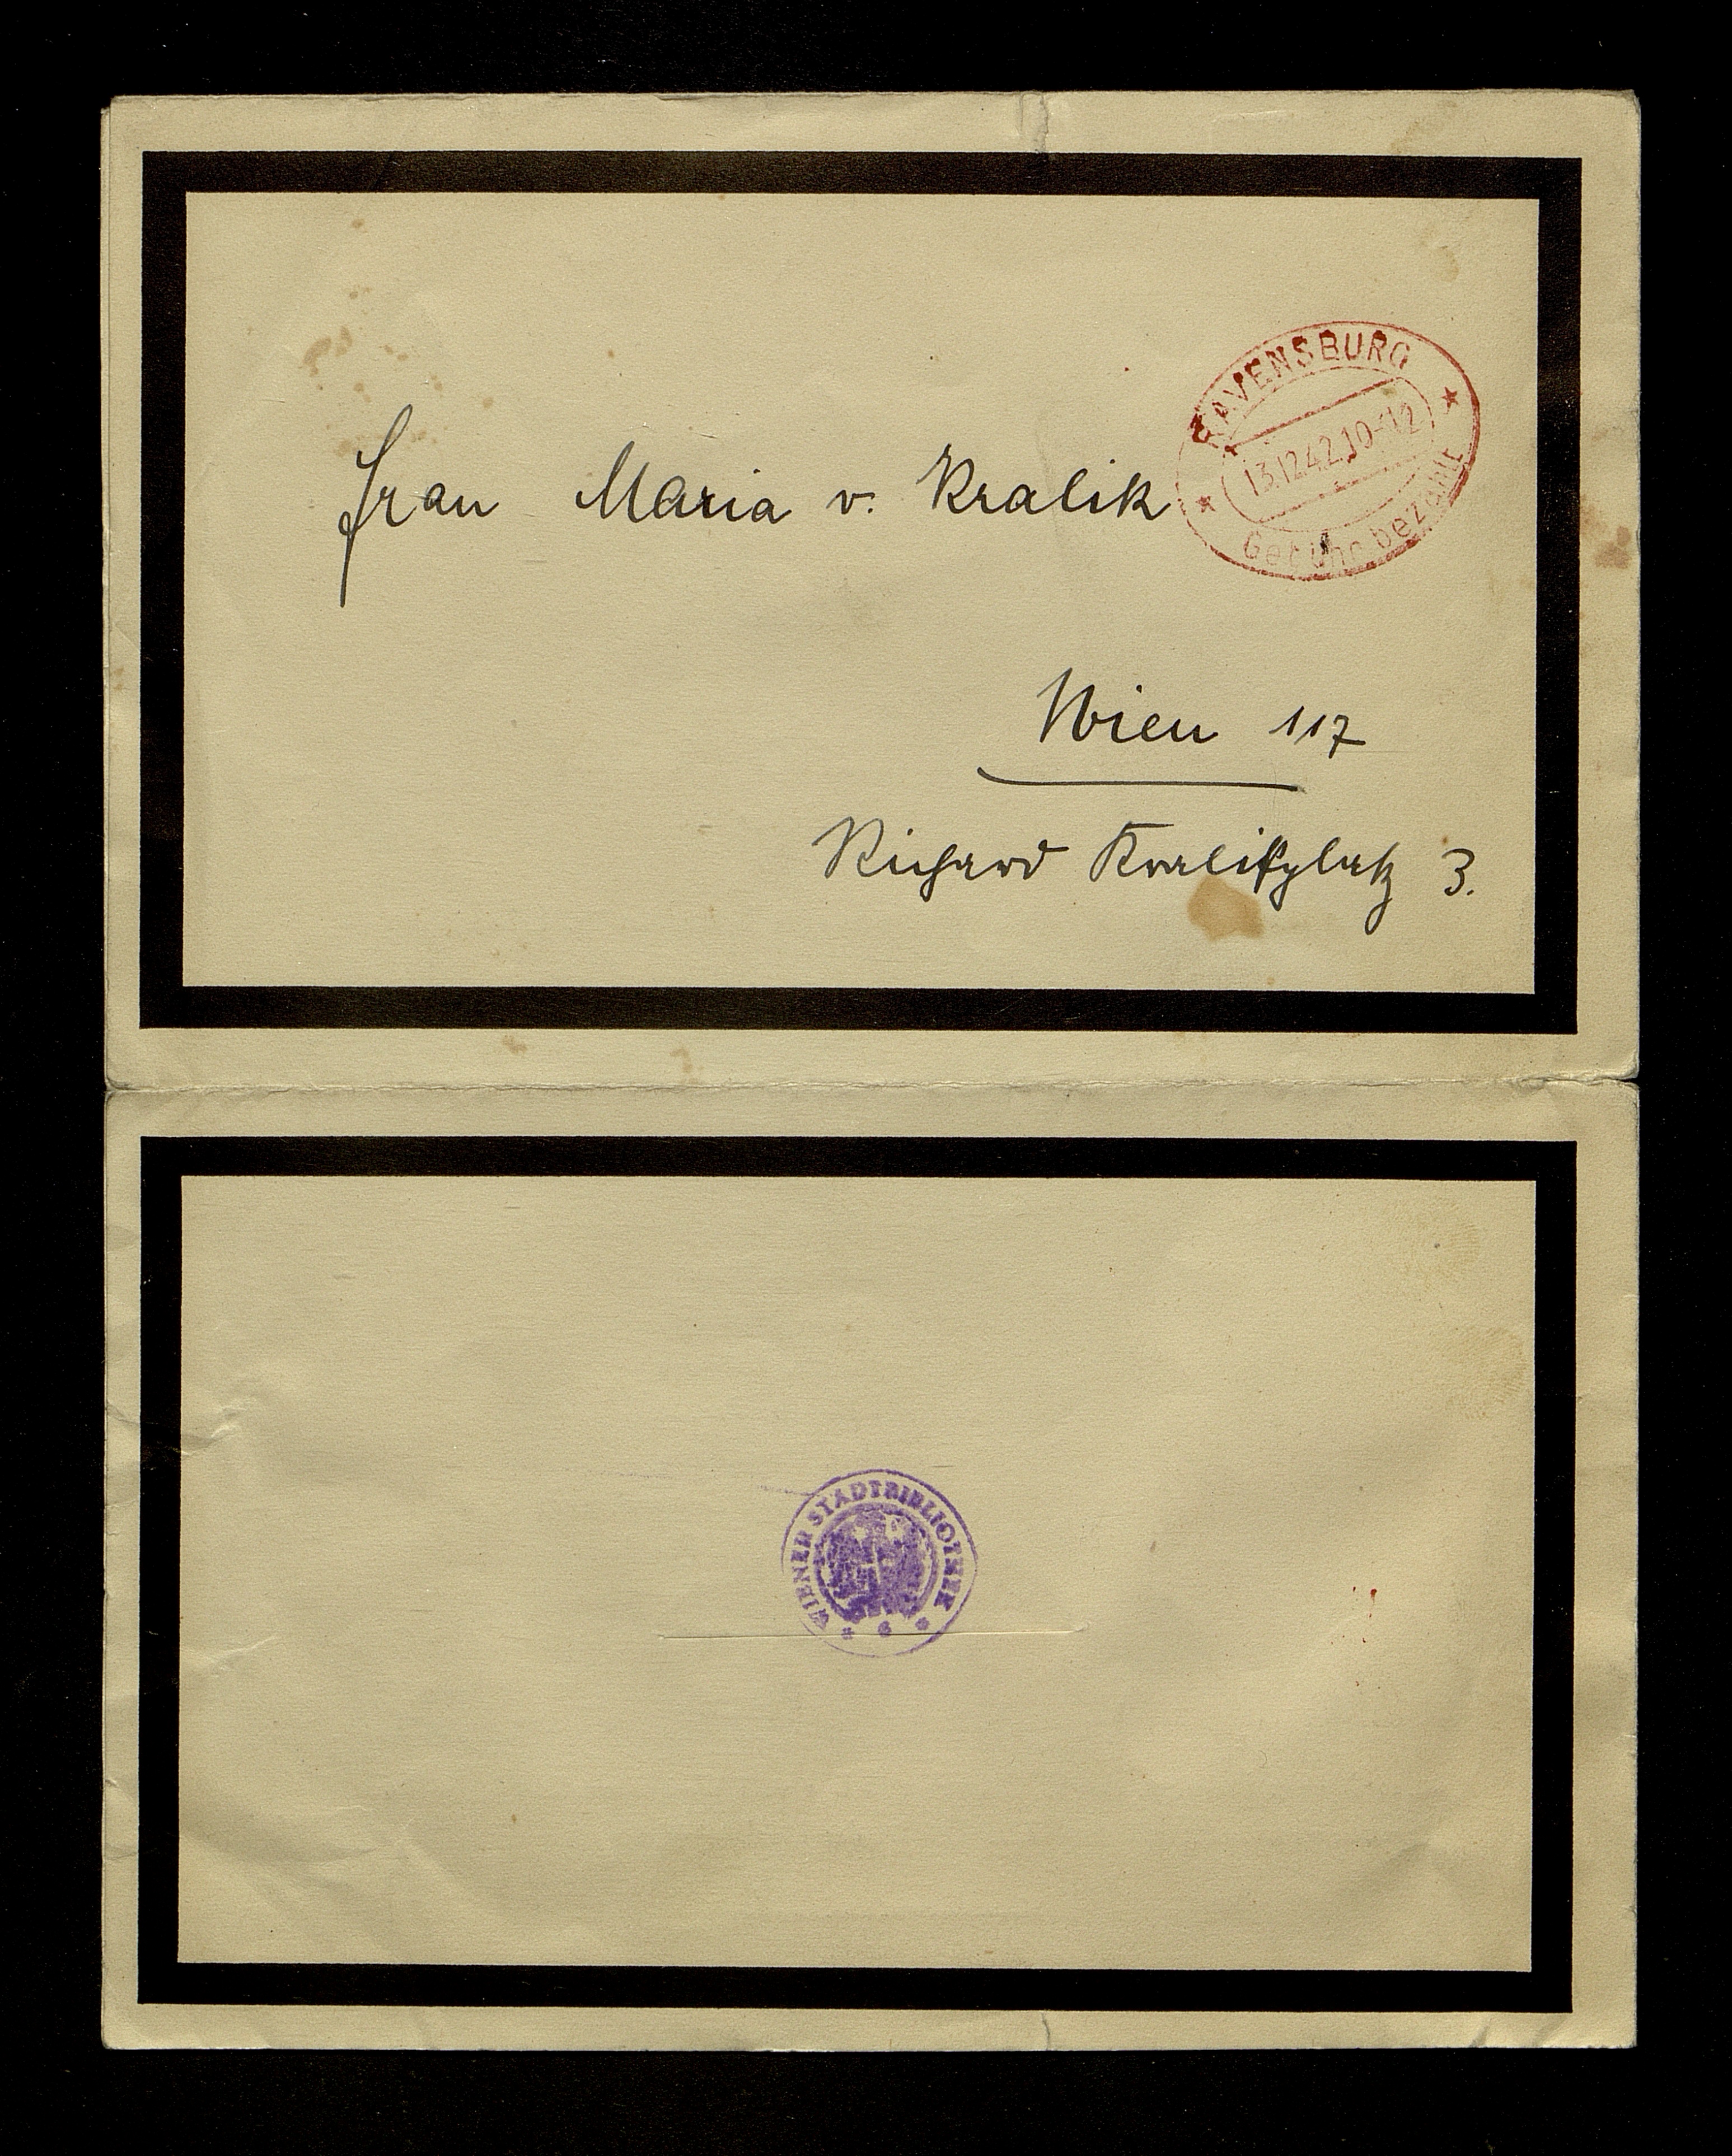 RAVENSBURG
13.12.42.10-12
Gebühr bezahlt
Frau Maria v. Kralik
Wien 117
Richard Kralikplatz 3.
WIENER STADTBIBLIOTHEK